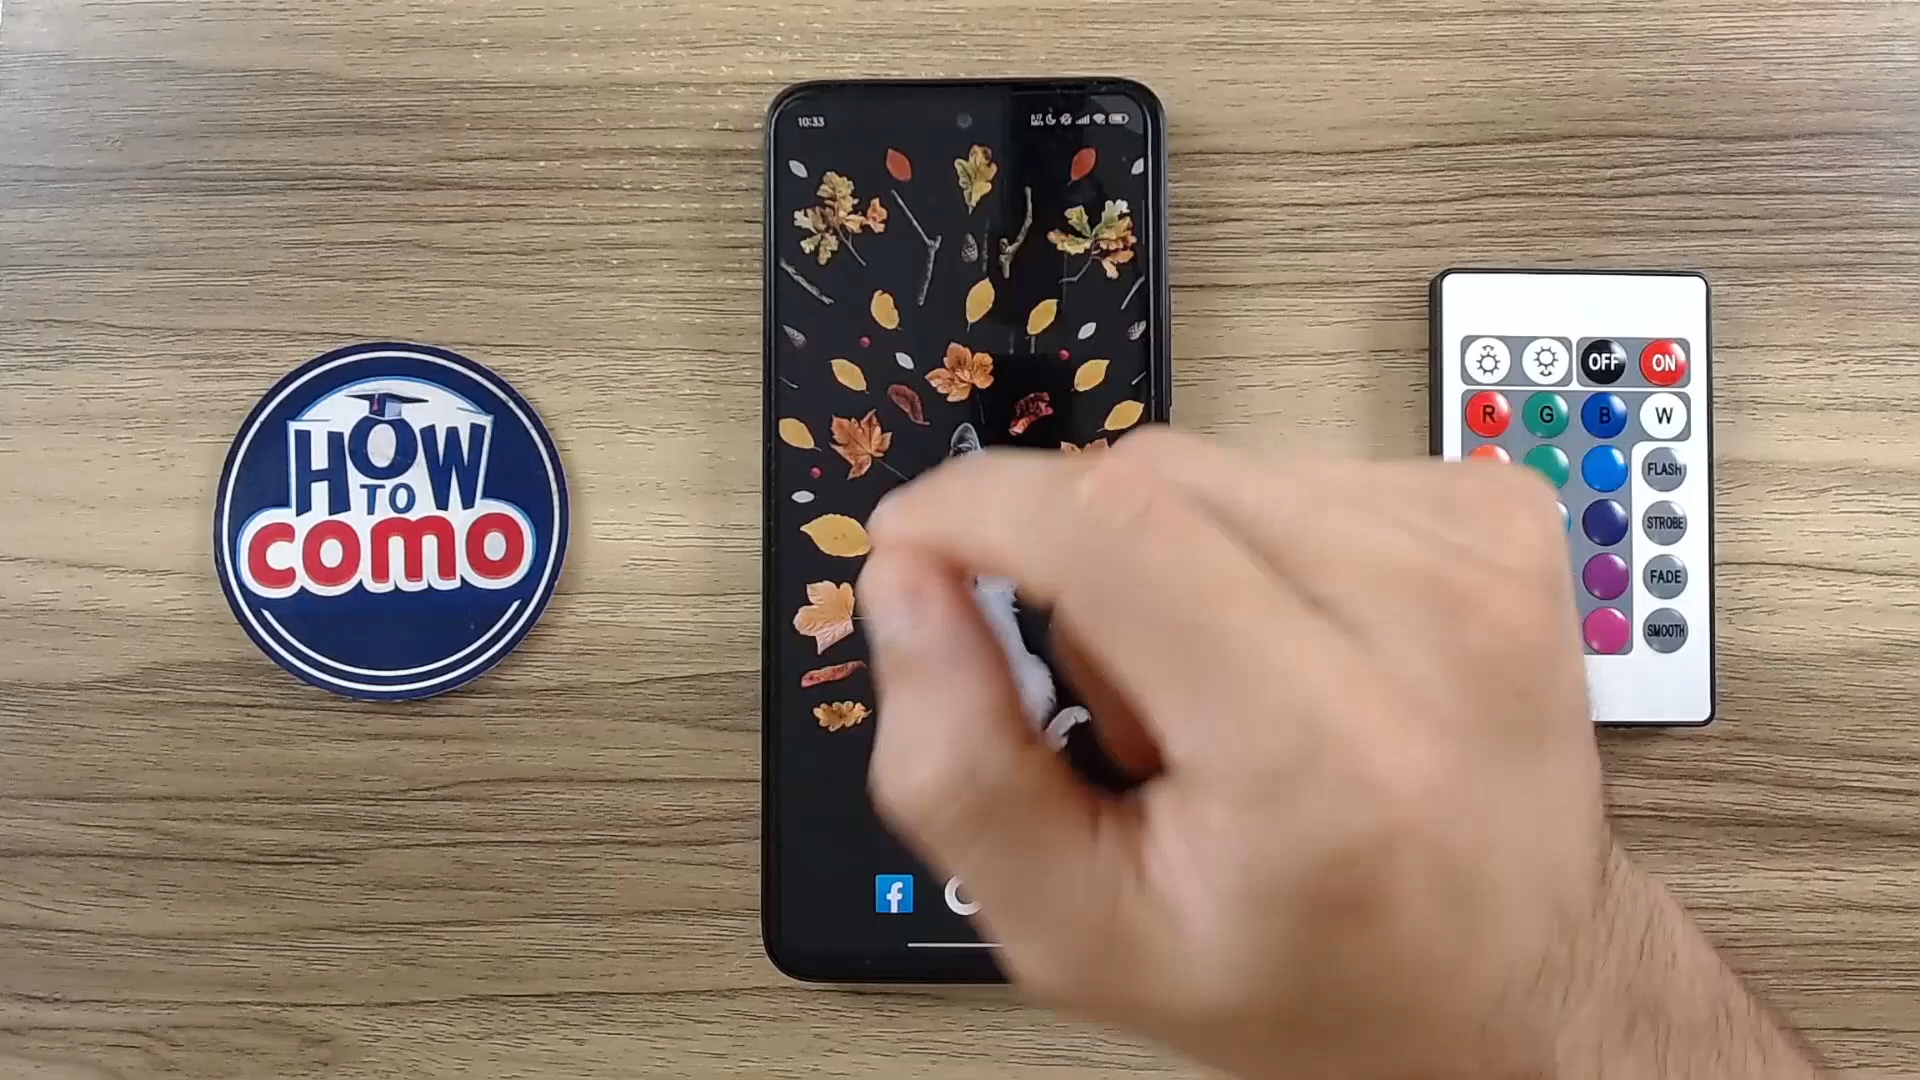 10:33
HOW
TO
COMO
f
OFF
ON
R
G
B
W
FLASH
STROBE
FADE
SMOOTH